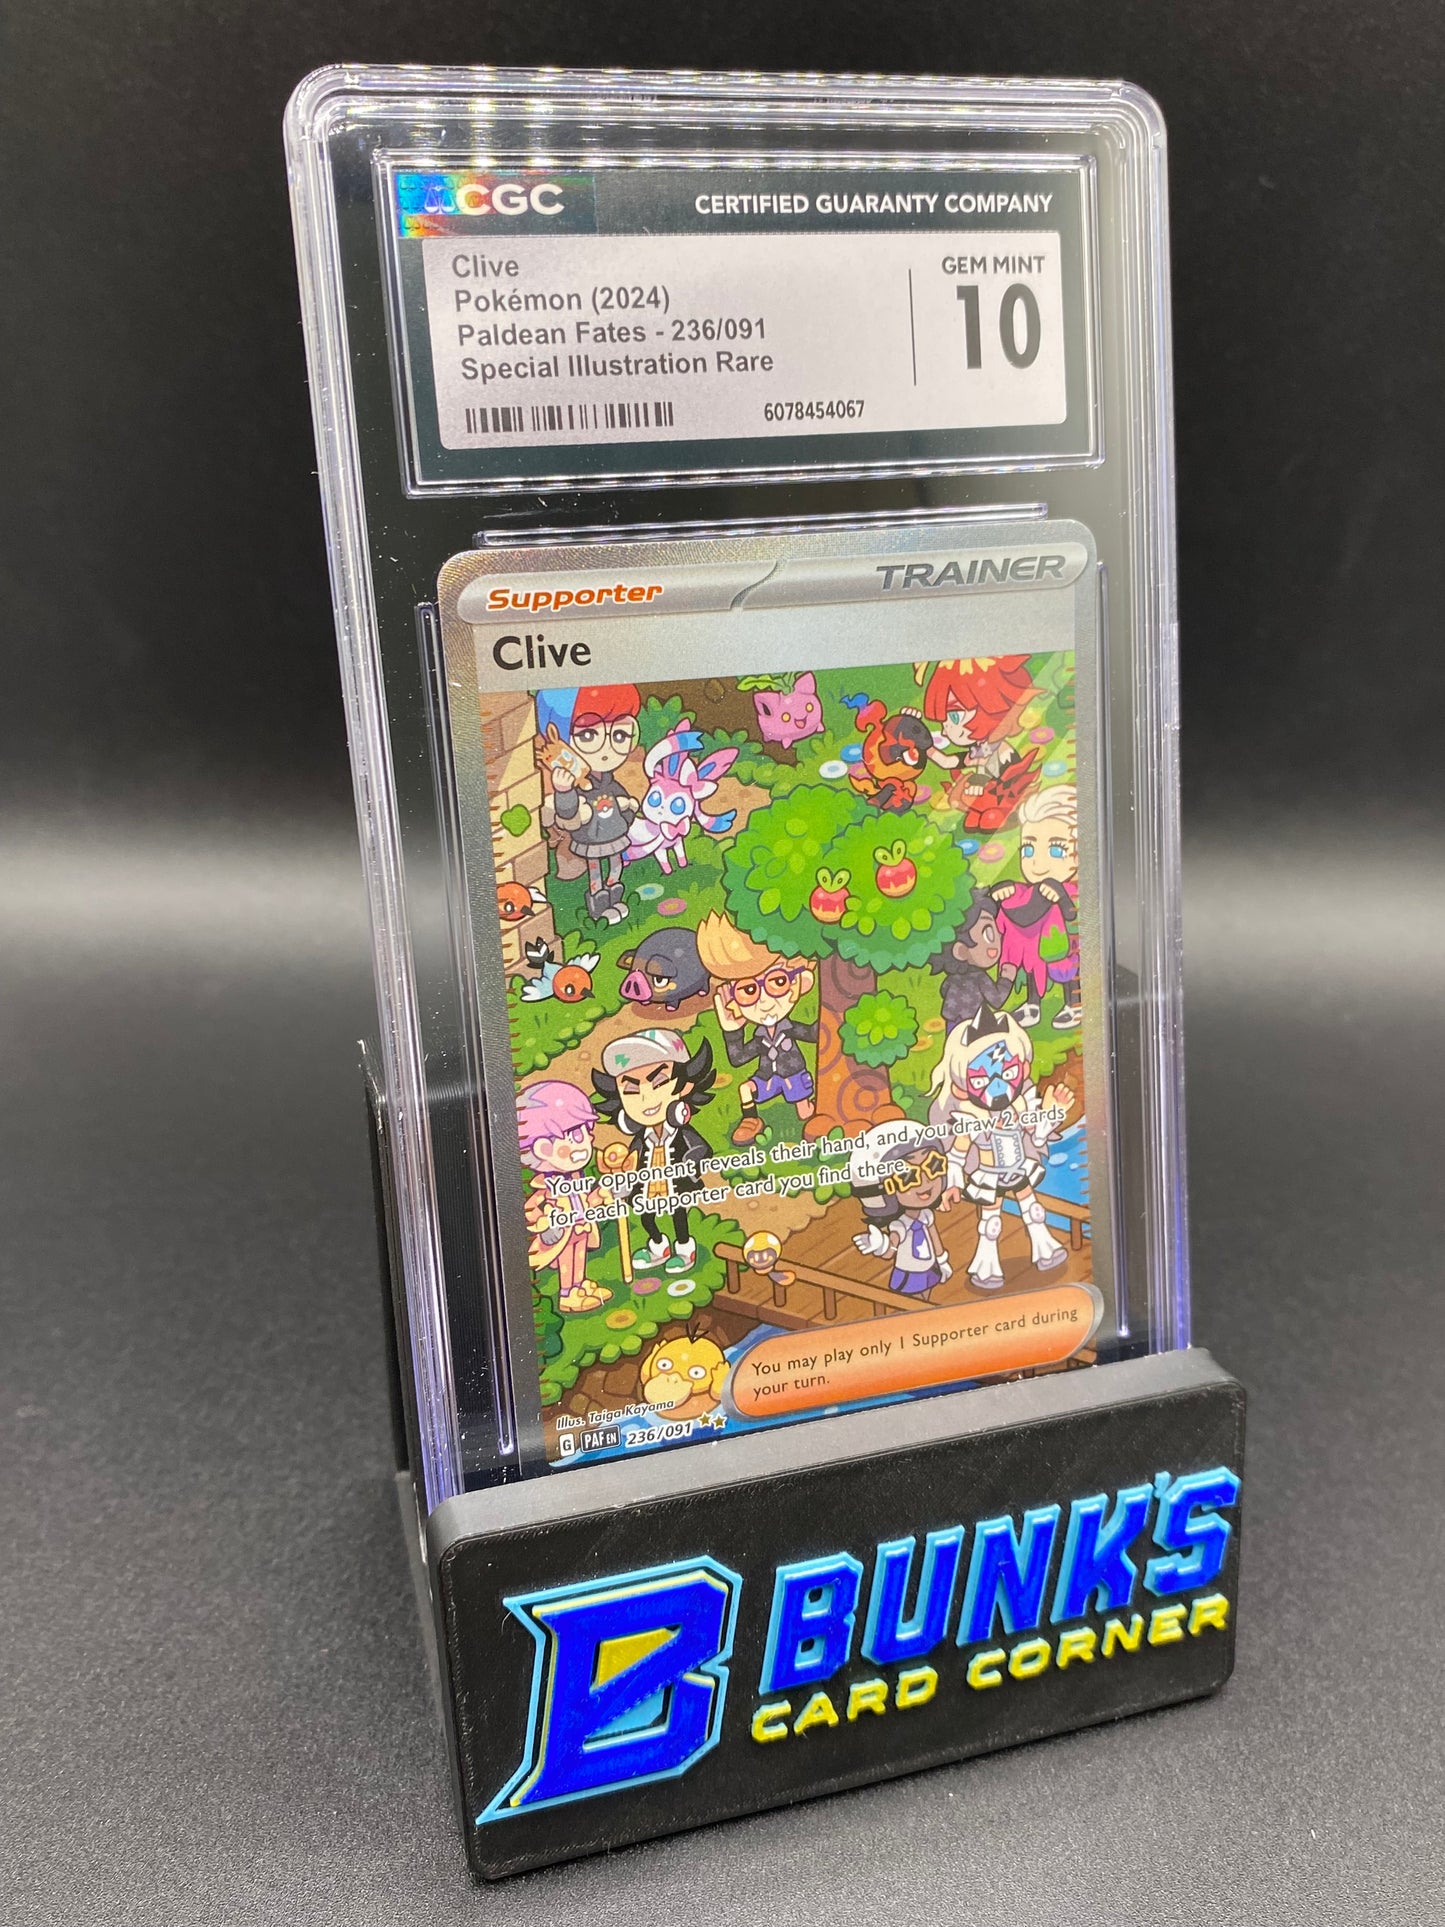 CGC
CERTIFIED GUARANTY COMPANY
Clive
Pokémon (2024)
Paldean Fates - 236/091
Special Illustration Rare
GEM MINT
10
6078454067
Supporter
TRAINER
Clive
Your opponent reveals their hand, and you draw 2 cards
for each Supporter card you find there.
You may play only 1 Supporter card during
your turn.
Illus. Taiga Kayama
G PAF EN 236/091
B
BUNK'S
CARD CORNER